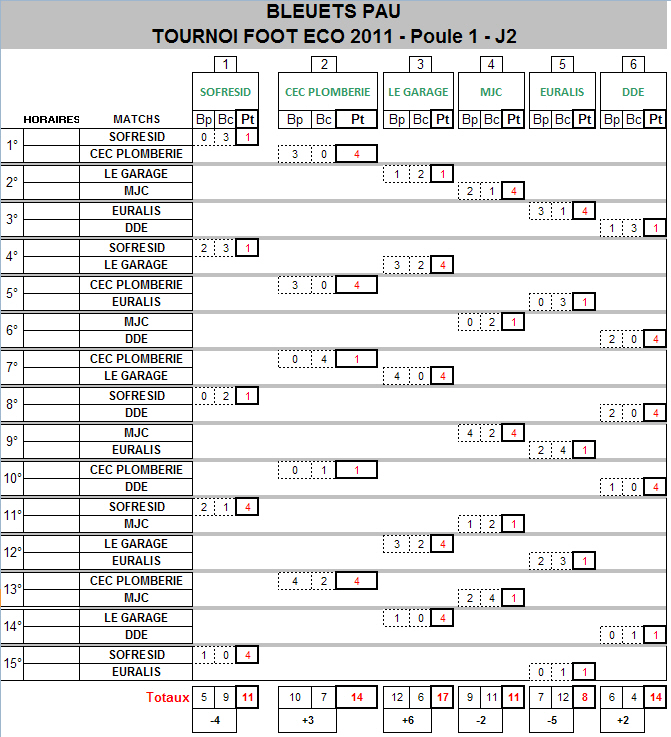 BLEUETS PAU
TOURNOI FOOT ECO 2011 - Poule 1 - J2
1 2 3 4 5 6
SOFRESID CEC PLOMBERIE LE GARAGE MJC EURALIS DDE
HORAIRES MATCHS Bp Bc Pt Bp Bc Pt Bp Bc Pt Bp Bc Pt Bp Bc Pt Bp Bc Pt
1° SOFRESID 0 3 1
CEC PLOMBERIE 3 0 4
2° LE GARAGE 1 2 1
MJC 2 1 4
3° EURALIS 3 1 4
DDE 1 3 1
4° SOFRESID 2 3 1
LE GARAGE 3 2 4
5° CEC PLOMBERIE 3 0 4
EURALIS 0 3 1
6° MJC 0 2 1
DDE 2 0 4
7° CEC PLOMBERIE 0 4 1
LE GARAGE 4 0 4
8° SOFRESID 0 2 1
DDE 2 0 4
9° MJC 4 2 4
EURALIS 2 4 1
10° CEC PLOMBERIE 0 1 1
DDE 1 0 4
11° SOFRESID 2 1 4
MJC 1 2 1
12° LE GARAGE 3 2 4
EURALIS 2 3 1
13° CEC PLOMBERIE 4 2 4
MJC 2 4 1
14° LE GARAGE 1 0 4
DDE 0 1 1
15° SOFRESID 1 0 4
EURALIS 0 1 1
Totaux 5 9 11 10 7 14 12 6 17 9 11 11 7 12 8 6 4 14
-4 +3 +6 -2 -5 +2